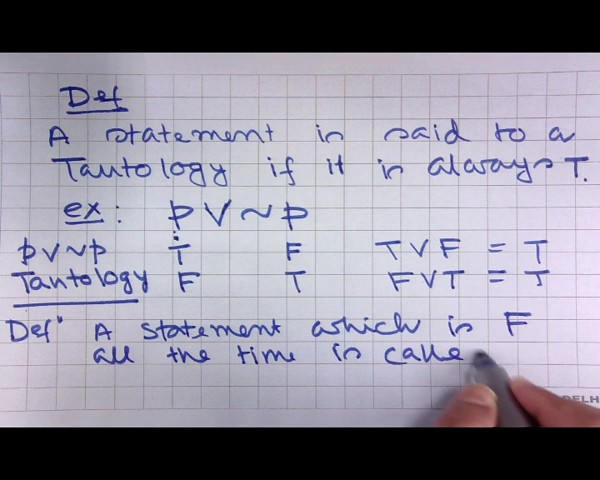 Def
A statement is said to a
Tautology if it is always T.
ex: p ∨ ~ p
p ∨ ~ p T F T ∨ F = T
Tautology F T F ∨ T = T
Def" A statement which is F
all the time is calle
DELH